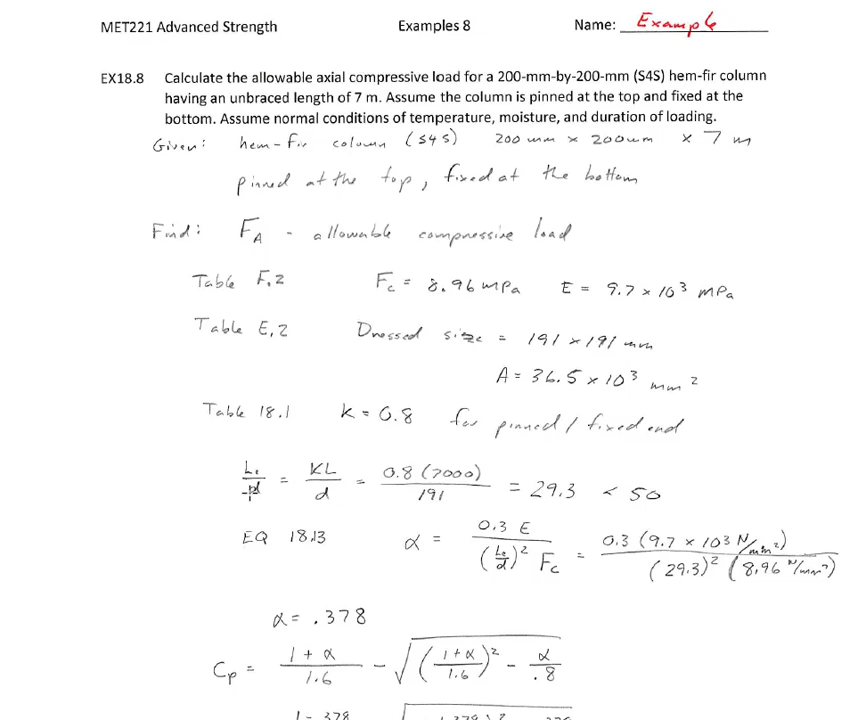 MET221 Advanced Strength Examples 8 Name: Example
EX18.8 Calculate the allowable axial compressive load for a 200-mm-by-200-mm (S4S) hem-fir column
having an unbraced length of 7 m. Assume the column is pinned at the top and fixed at the
bottom. Assume normal conditions of temperature, moisture, and duration of loading.
Given: hem-fir column (S4S) 200 mm × 200mm × 7 m
pinned at the top, fixed at the bottom
Find: F_A - allowable compressive load
Table F.2 F_c = 8.96 MPa E = 9.7 × 10³ MPa
Table E.2 Dressed size = 191 × 191 mm
A = 36.5 × 10³ mm²
Table 18.1 K = 0.8 for pinned / fixed end
Le/d = KL/d = 0.8 (7000)/191 = 29.3 < 50
EQ 18.13 α = 0.3 E/((Le/d)² F_c) = 0.3 (9.7 × 10³ N/mm²)/((29.3)² (8.96 N/mm²))
α = .378
C_p = (1 + α)/1.6 - √(((1 + α)/1.6)² - α/.8)